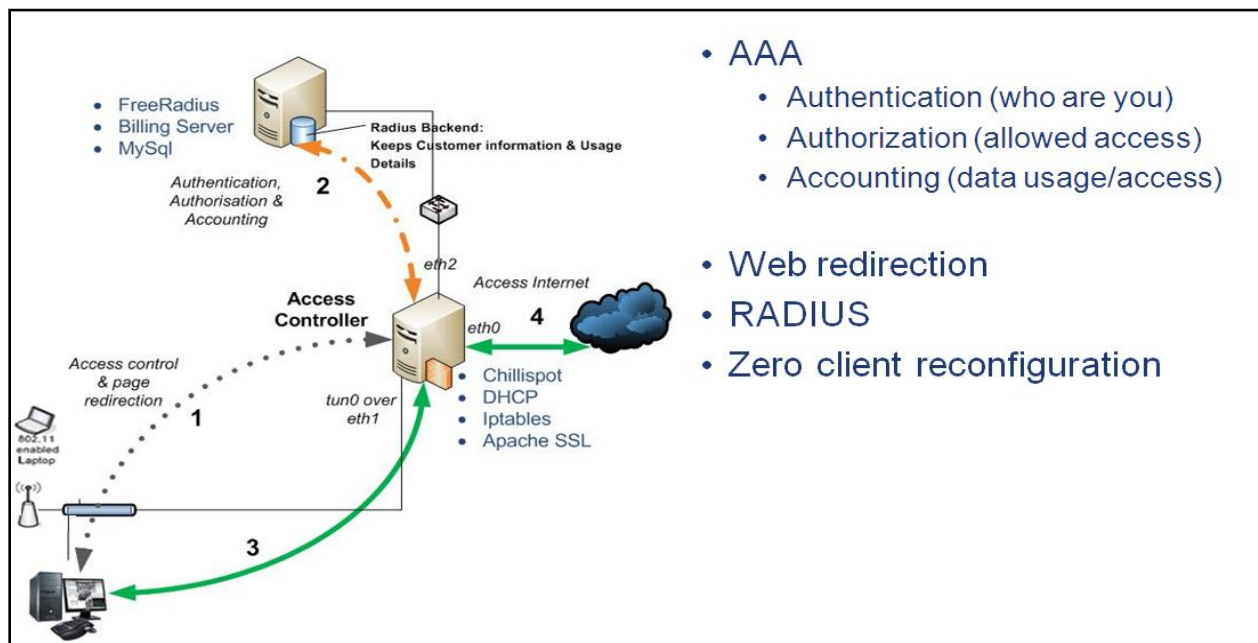 • FreeRadius
• Billing Server
• MySql
Radius Backend:
Keeps Customer information & Usage
Details
Authentication,
Authorisation &
Accounting
2
eth2
Access
Controller
Access Internet
4
eth0
Access control
& page
redirection
1
tun0 over
eth1
• Chillispot
• DHCP
• Iptables
• Apache SSL
802.11
enabled
Laptop
3
• AAA
• Authentication (who are you)
• Authorization (allowed access)
• Accounting (data usage/access)
• Web redirection
• RADIUS
• Zero client reconfiguration